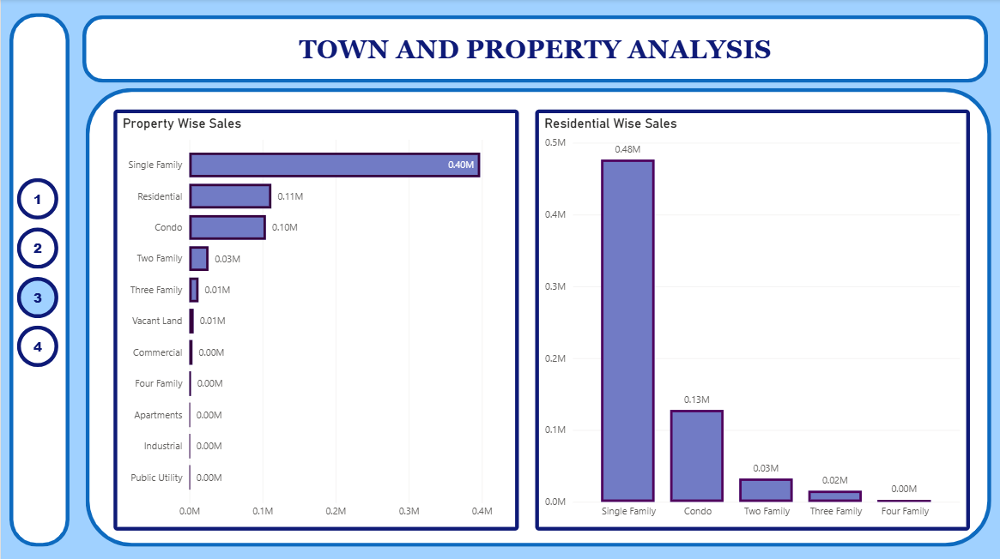 TOWN AND PROPERTY ANALYSIS
1
2
3
4
Property Wise Sales
Single Family 0.40M
Residential 0.11M
Condo 0.10M
Two Family 0.03M
Three Family 0.01M
Vacant Land 0.01M
Commercial 0.00M
Four Family 0.00M
Apartments 0.00M
Industrial 0.00M
Public Utility 0.00M
0.0M 0.1M 0.2M 0.3M 0.4M
Residential Wise Sales
0.5M
0.4M
0.3M
0.2M
0.1M
0.0M
0.48M
0.13M
0.03M
0.02M
0.00M
Single Family Condo Two Family Three Family Four Family